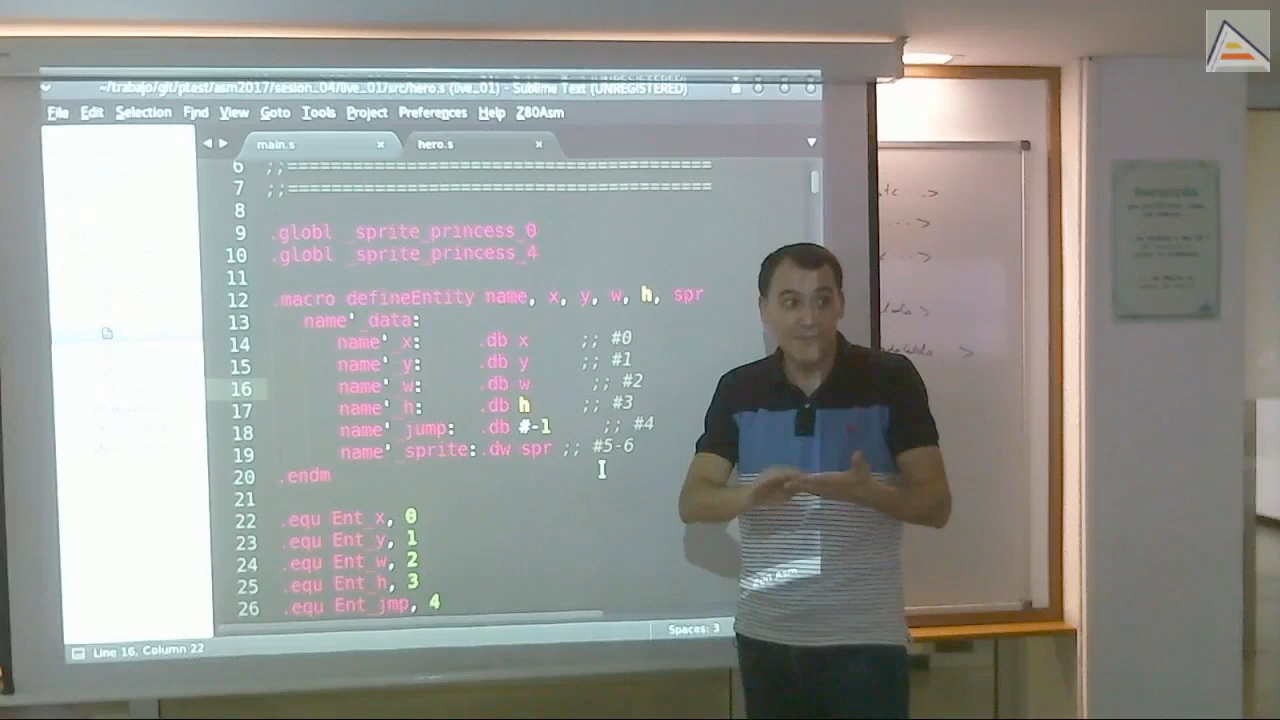 ~/trabajo/git/ptest/asm2017/sesion_04/live_01/src/hero.s (live_01) - Sublime Text (UNREGISTERED)
File Edit Selection Find View Goto Tools Project Preferences Help Z80Asm
main.s × hero.s ×
6 ;;========================================
7 ;;========================================
8
9 .globl _sprite_princess_0
10 .globl _sprite_princess_4
11
12 .macro defineEntity name, x, y, w, h, spr
13 name'_data:
14 name'_x: .db x ;; #0
15 name'_y: .db y ;; #1
16 name'_w: .db w ;; #2
17 name'_h: .db h ;; #3
18 name'_jump: .db #-1 ;; #4
19 name'_sprite: .dw spr ;; #5-6
20 .endm
21
22 .equ Ent_x, 0
23 .equ Ent_y, 1
24 .equ Ent_w, 2
25 .equ Ent_h, 3
26 .equ Ent_jmp, 4
Line 16, Column 22
Spaces: 3
Z80 Asm
Recuerda